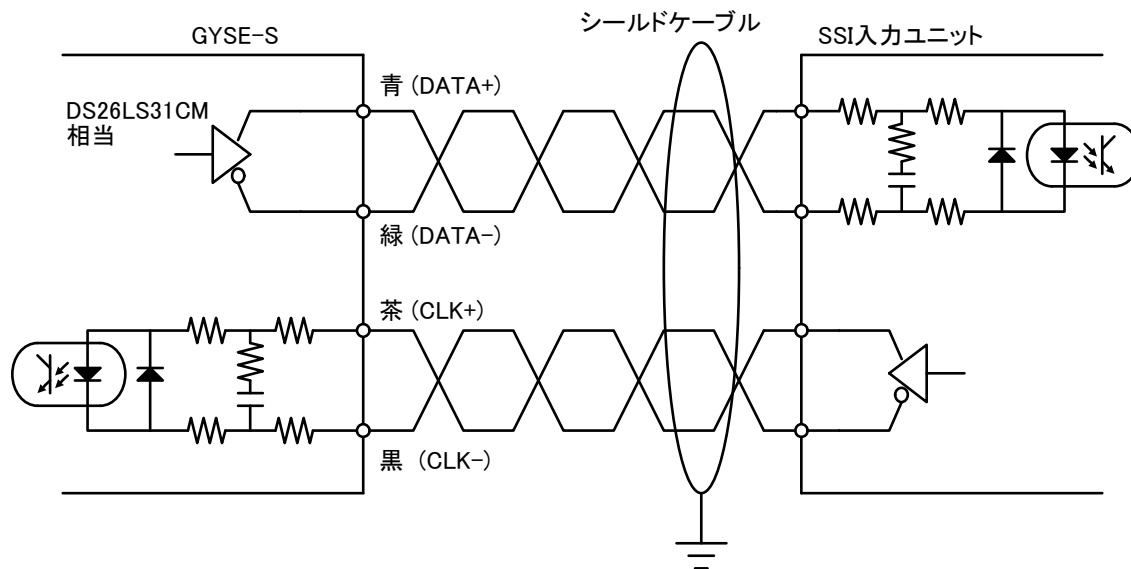 シールドケーブル
GYSE-S
SSI入力ユニット
青 (DATA+)
DS26LS31CM
相当
緑 (DATA-)
茶 (CLK+)
黒 (CLK-)